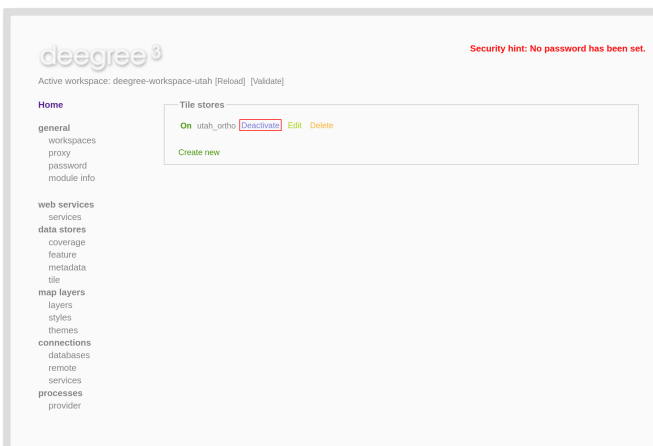 deegree 3
Security hint: No password has been set.
Active workspace: deegree-workspace-utah [Reload] [Validate]
Home
general
workspaces
proxy
password
module info
web services
services
data stores
coverage
feature
metadata
tile
map layers
layers
styles
themes
connections
databases
remote
services
processes
provider
Tile stores
On utah_ortho Deactivate Edit Delete
Create new